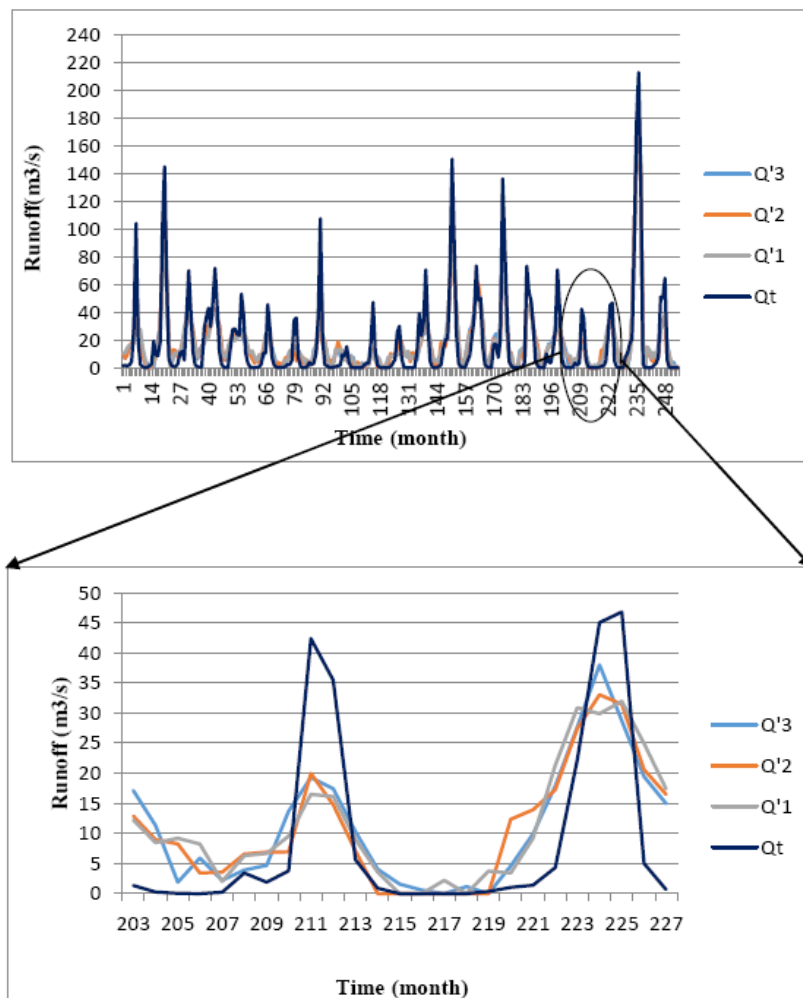 240
220
200
180
160
140
120
100
80
60
40
20
0
Runoff(m3/s)
1 14 27 40 53 66 79 92 105 118 131 144 157 170 183 196 209 222 235 248
Time (month)
Q'3
Q'2
Q'1
Qt
50
45
40
35
30
25
20
15
10
5
0
Runoff (m3/s)
203 205 207 209 211 213 215 217 219 221 223 225 227
Time (month)
Q'3
Q'2
Q'1
Qt